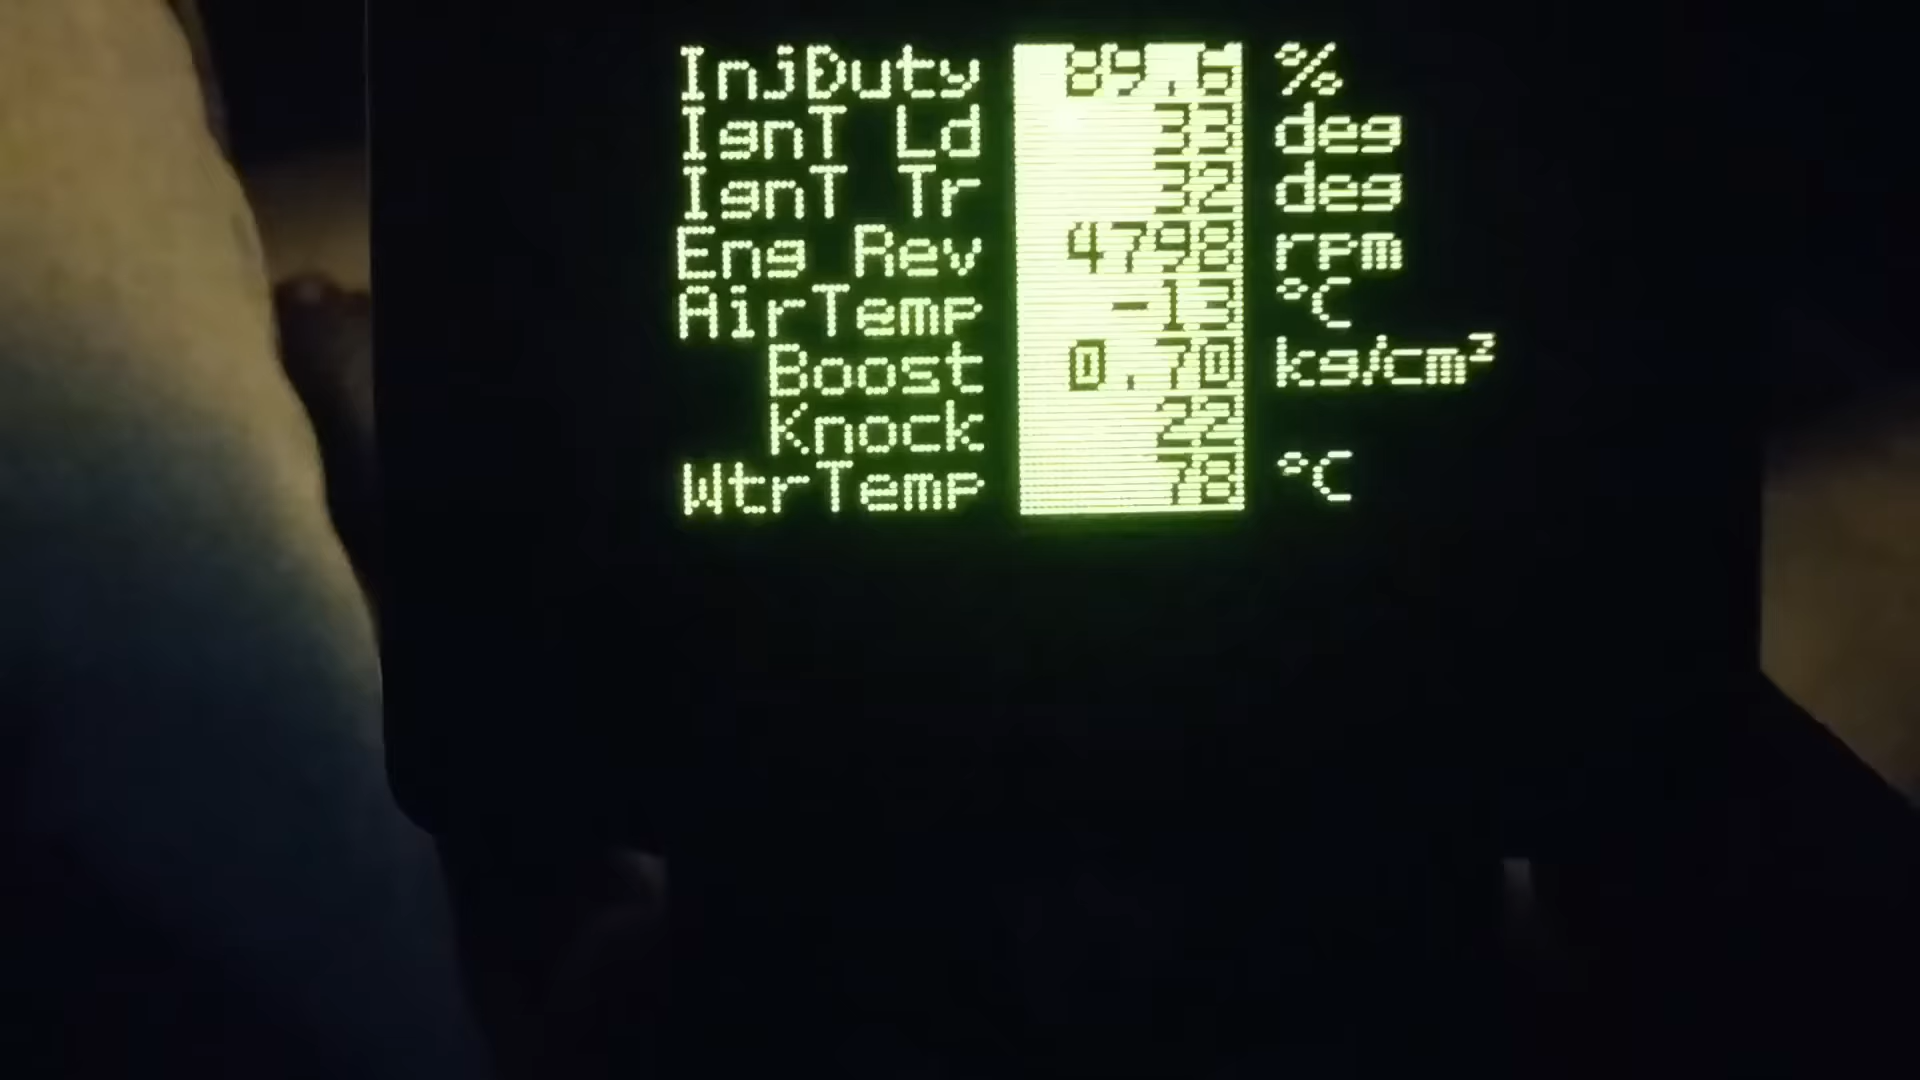 InjDuty 89.6 %
IgnT Ld 33 deg
IgnT Tr 32 deg
Eng Rev 4798 rpm
AirTemp -13 °C
Boost 0.70 kg/cm²
Knock 22
WtrTemp 78 °C